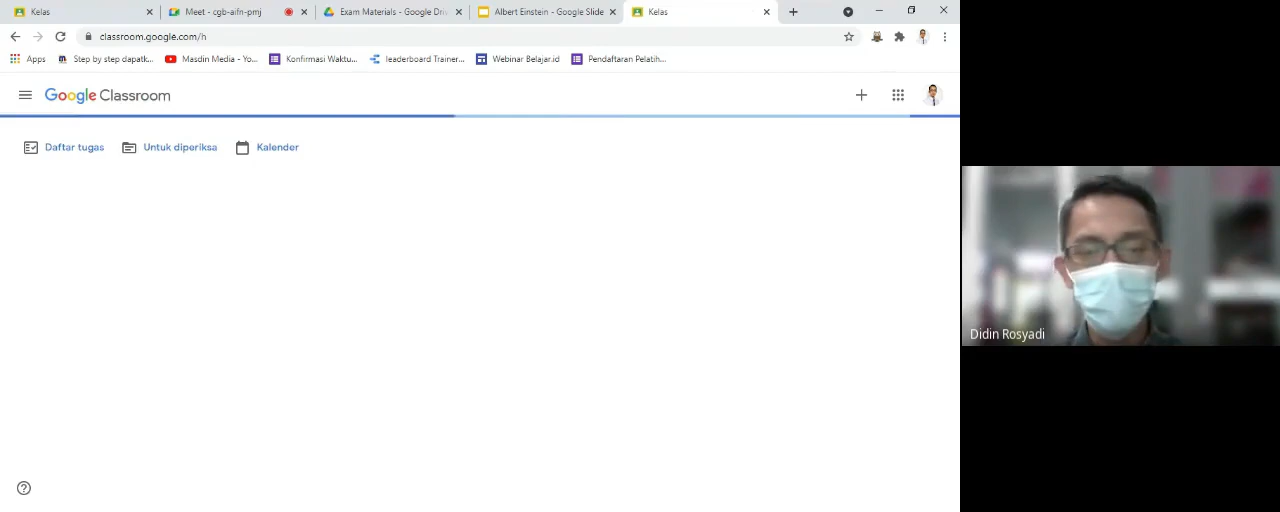 Kelas
Meet - cgb-aifn-pmj
Exam Materials - Google Dri
Albert Einstein - Google Slide
Kelas
classroom.google.com/h
Apps
Step by step dapatk...
Masdin Media - Yo...
Konfirmasi Waktu...
leaderboard Trainer...
Webinar Belajar.id
Pendaftaran Pelatih...
Google Classroom
Daftar tugas
Untuk diperiksa
Kalender
Didin Rosyadi